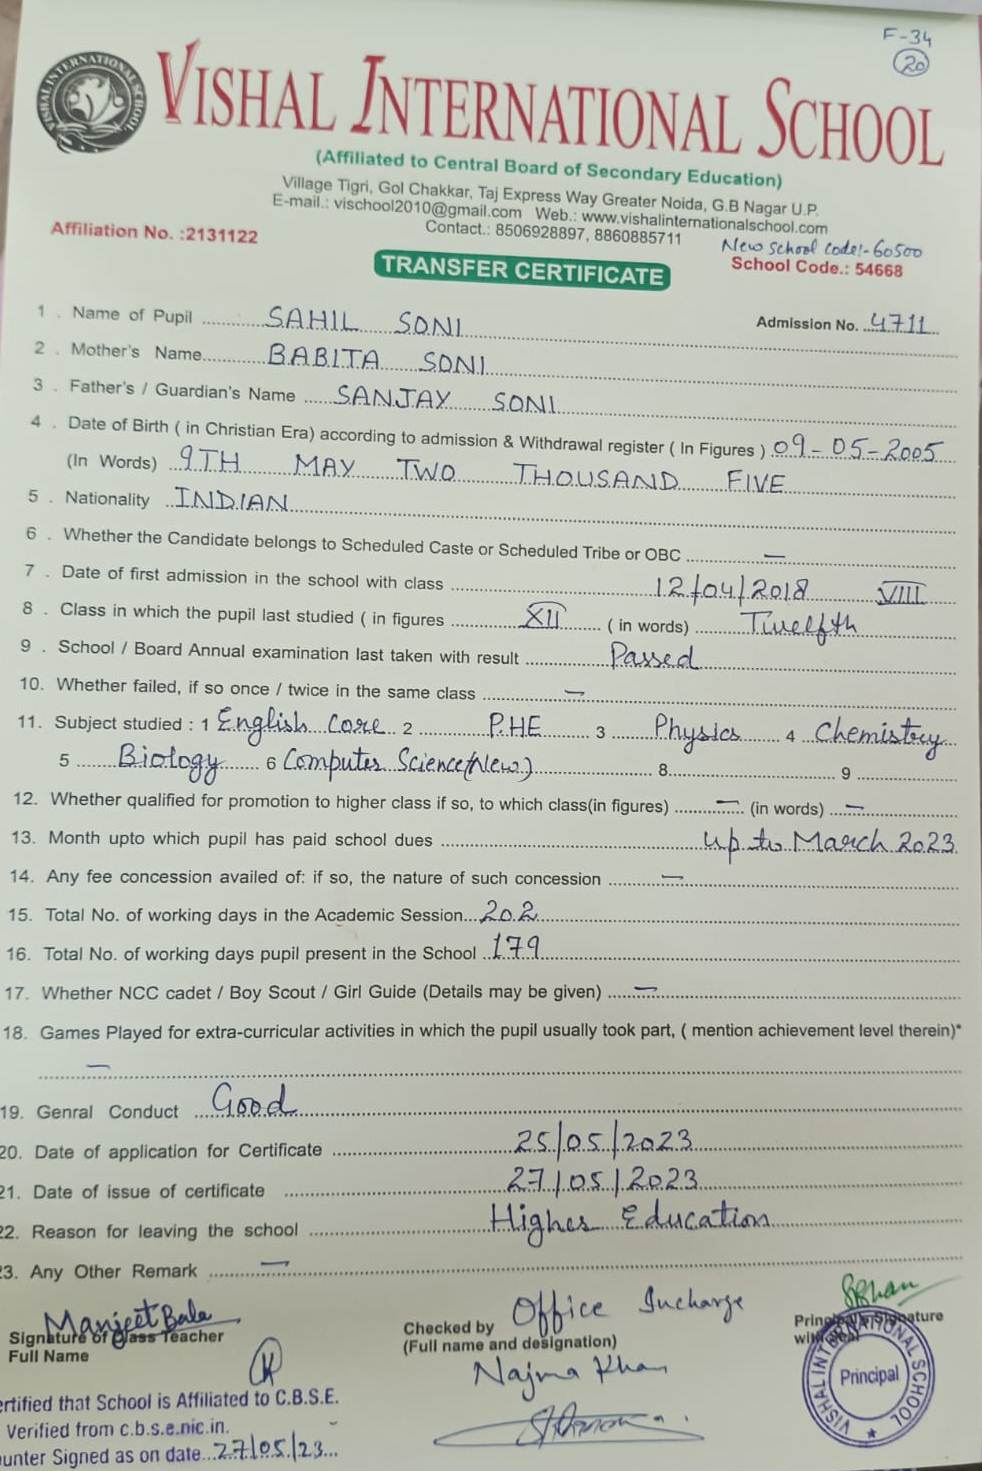 F-34
20
VISHAL INTERNATIONAL SCHOOL
VISHAL INTERNATIONAL SCHOOL
(Affiliated to Central Board of Secondary Education)
Village Tigri, Gol Chakkar, Taj Express Way Greater Noida, G.B Nagar U.P.
E-mail.: vischool2010@gmail.com Web.: www.vishalinternationalschool.com
Contact.: 8506928897, 8860885711
Affiliation No. :2131122
New School Code:- 60500
School Code.: 54668
TRANSFER CERTIFICATE
1 . Name of Pupil SAHIL SONI Admission No. 4711
2 . Mother's Name BABITA SONI
3 . Father's / Guardian's Name SANJAY SONI
4 . Date of Birth ( in Christian Era) according to admission & Withdrawal register ( In Figures ) 09-05-2005
(In Words) 9TH MAY TWO THOUSAND FIVE
5 . Nationality INDIAN
6 . Whether the Candidate belongs to Scheduled Caste or Scheduled Tribe or OBC —
7 . Date of first admission in the school with class 12/04/2018 VIII
8 . Class in which the pupil last studied ( in figures XII ( in words) Twelfth
9 . School / Board Annual examination last taken with result Passed
10. Whether failed, if so once / twice in the same class —
11. Subject studied : 1 English Core 2 P.HE 3 Physics 4 Chemistry
5 Biology 6 Computer Science(New) 8 9
12. Whether qualified for promotion to higher class if so, to which class(in figures) — (in words) —
13. Month upto which pupil has paid school dues up to March 2023
14. Any fee concession availed of: if so, the nature of such concession —
15. Total No. of working days in the Academic Session 202
16. Total No. of working days pupil present in the School 179
17. Whether NCC cadet / Boy Scout / Girl Guide (Details may be given) —
18. Games Played for extra-curricular activities in which the pupil usually took part, ( mention achievement level therein)*
—
19. Genral Conduct Good
20. Date of application for Certificate 25/05/2023
21. Date of issue of certificate 27/05/2023
22. Reason for leaving the school Higher Education
23. Any Other Remark —
Manjeet Bala
Signature of Class Teacher
Full Name
Office Incharge
Checked by
(Full name and designation)
Najma Khan
Principal's Signature
with seal
VISHAL INTERNATIONAL SCHOOL
Principal
ertified that School is Affiliated to C.B.S.E.
Verified from c.b.s.e.nic.in.
ounter Signed as on date...27/05/23...